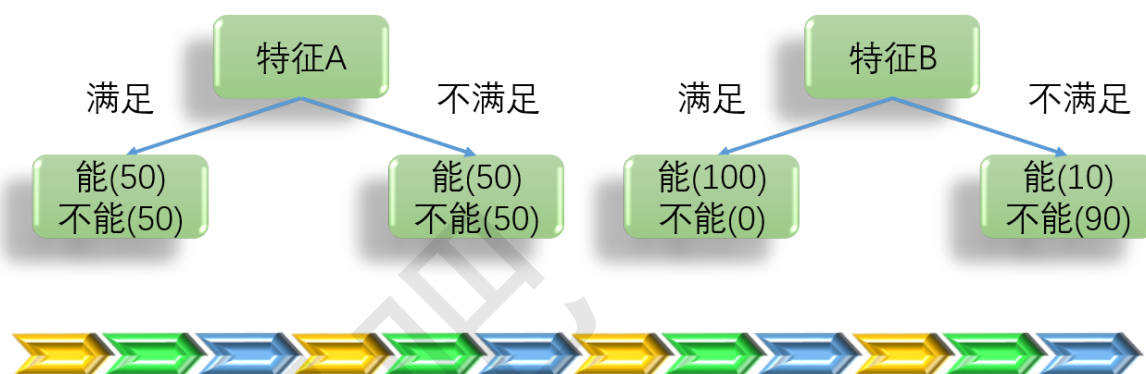 特征A
特征B
满足
不满足
满足
不满足
能(50)
不能(50)
能(50)
不能(50)
能(100)
不能(0)
能(10)
不能(90)